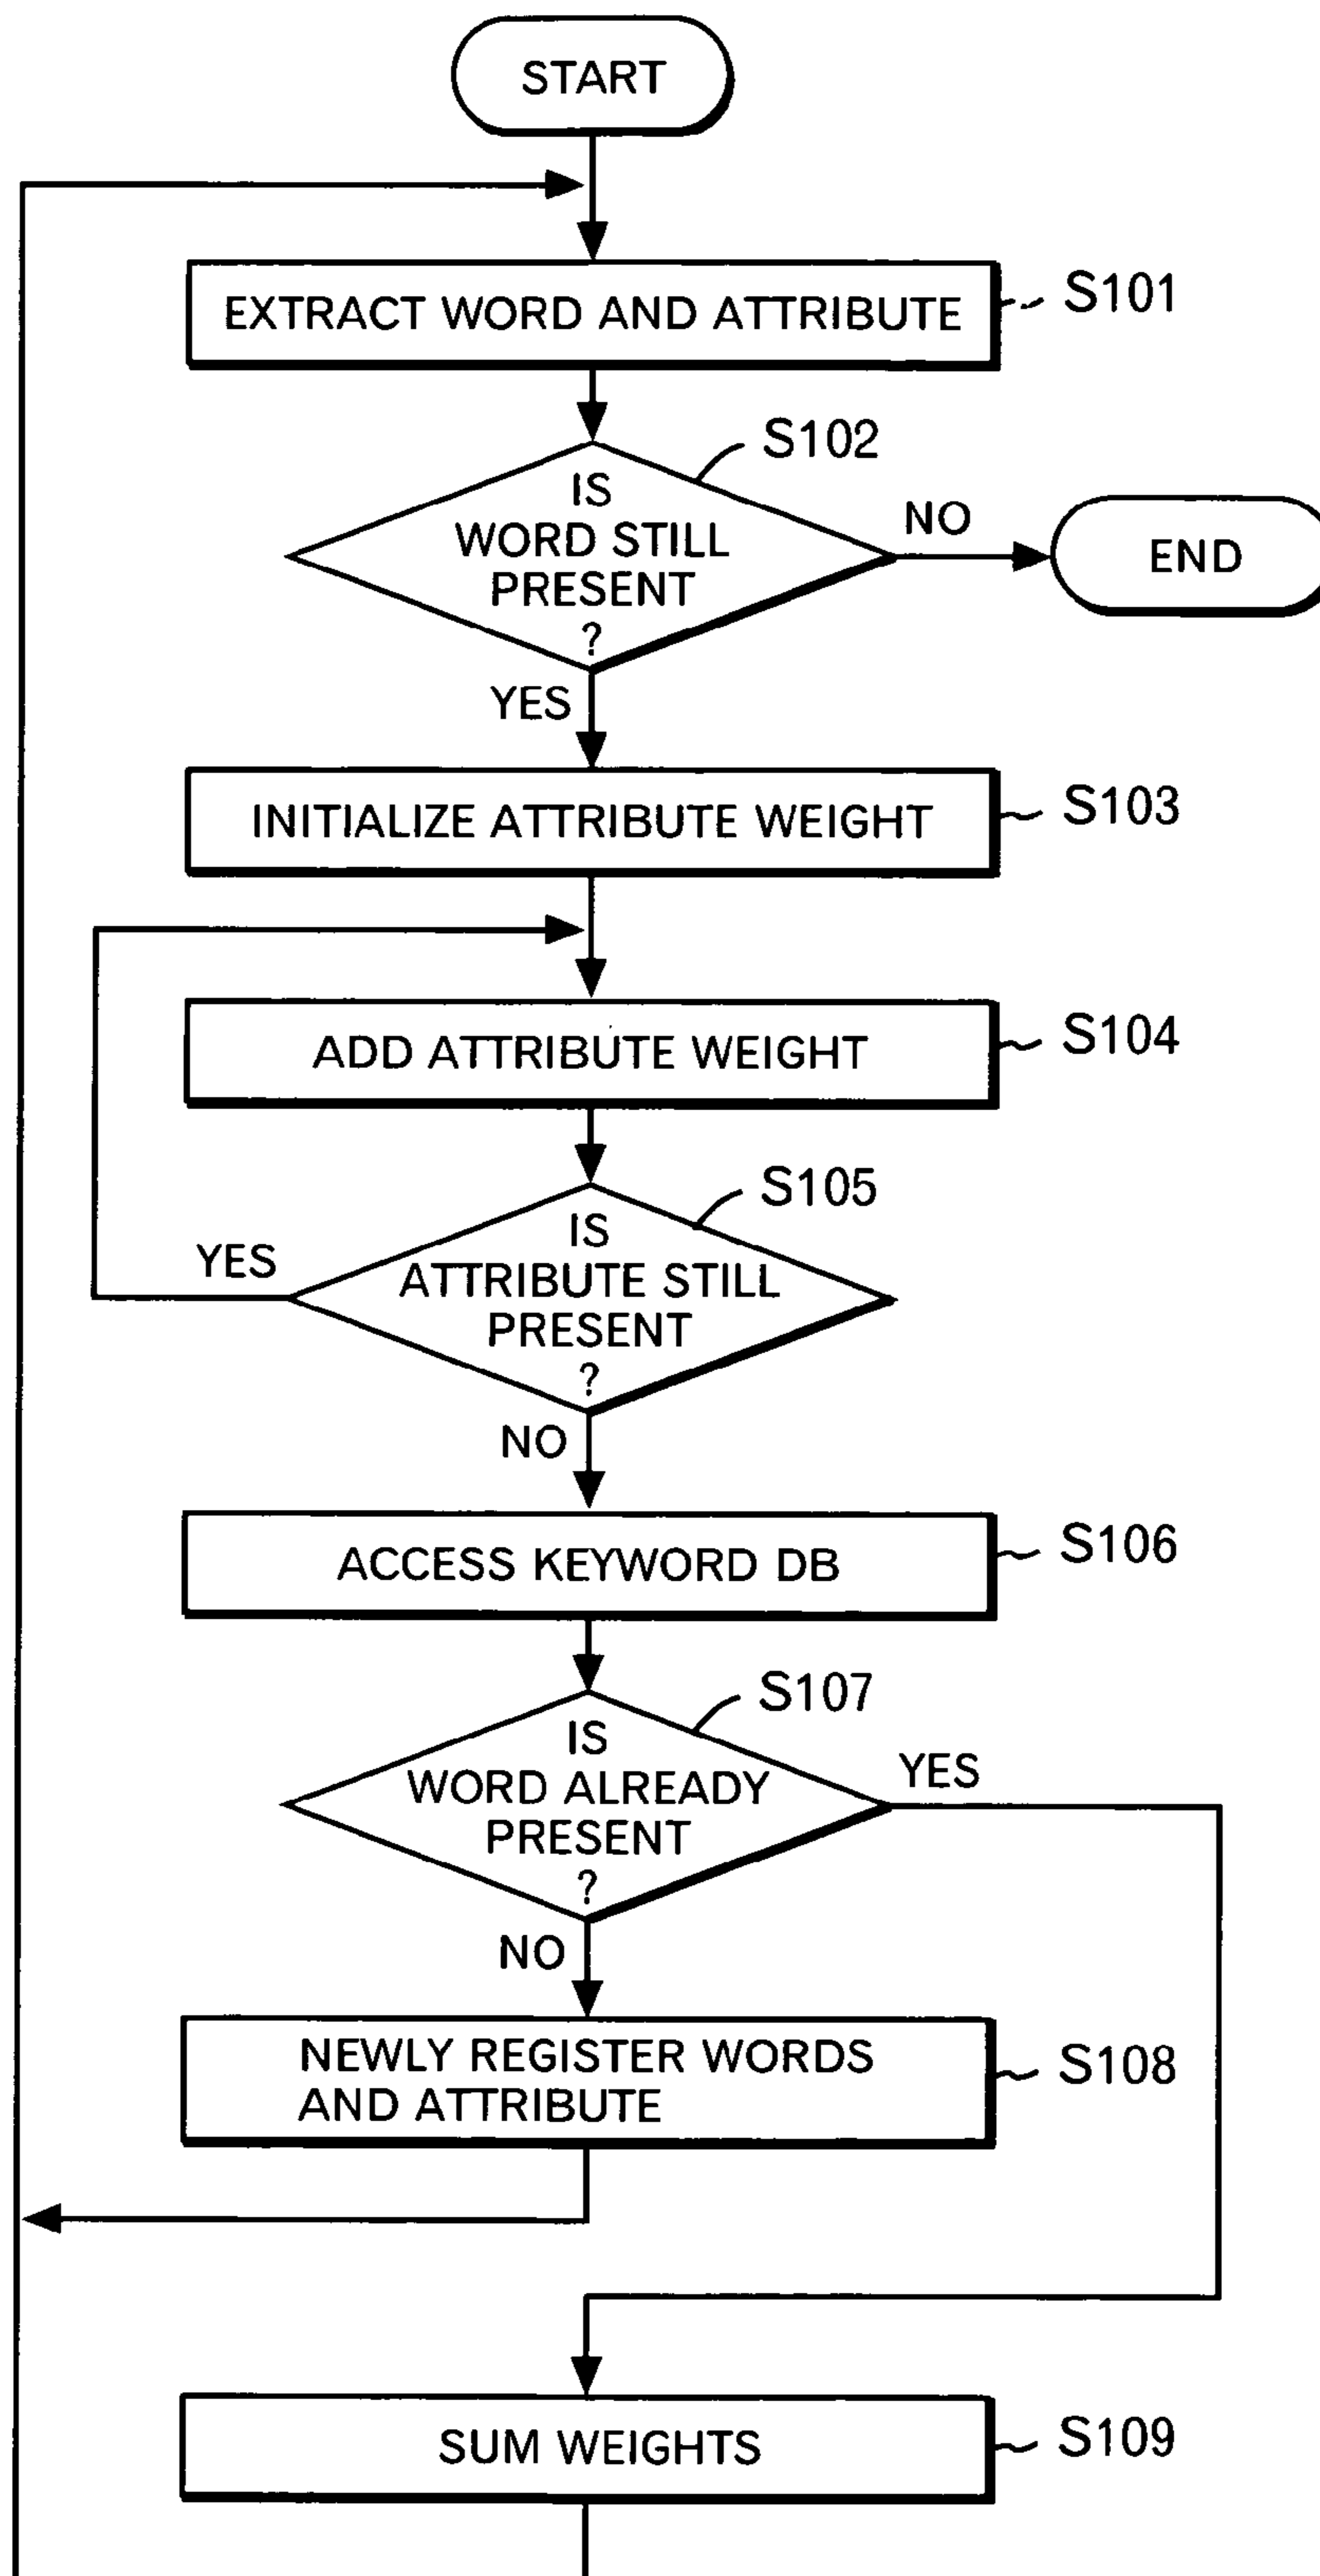 START
EXTRACT WORD AND ATTRIBUTE
S101
S102
IS
WORD STILL
PRESENT
?
NO
END
YES
INITIALIZE ATTRIBUTE WEIGHT
S103
ADD ATTRIBUTE WEIGHT
S104
S105
IS
ATTRIBUTE STILL
PRESENT
?
YES
NO
ACCESS KEYWORD DB
S106
S107
IS
WORD ALREADY
PRESENT
?
YES
NO
NEWLY REGISTER WORDS
AND ATTRIBUTE
S108
SUM WEIGHTS
S109